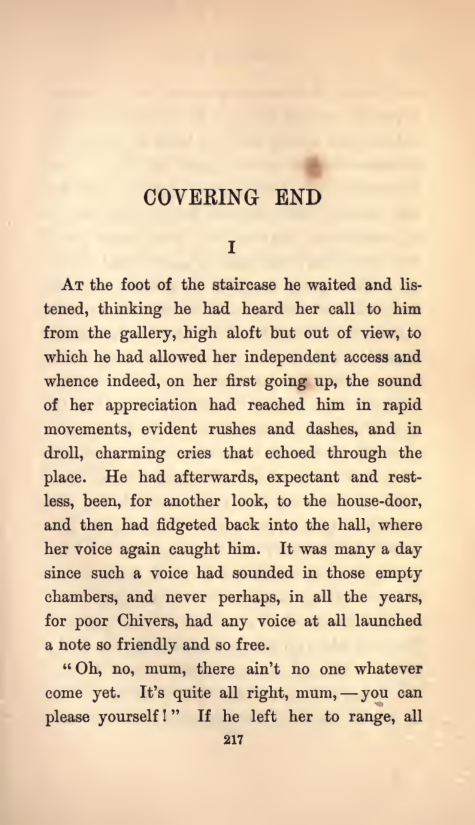 COVERING END
I
At the foot of the staircase he waited and lis-
tened, thinking he had heard her call to him
from the gallery, high aloft but out of view, to
which he had allowed her independent access and
whence indeed, on her first going up, the sound
of her appreciation had reached him in rapid
movements, evident rushes and dashes, and in
droll, charming cries that echoed through the
place. He had afterwards, expectant and rest-
less, been, for another look, to the house-door,
and then had fidgeted back into the hall, where
her voice again caught him. It was many a day
since such a voice had sounded in those empty
chambers, and never perhaps, in all the years,
for poor Chivers, had any voice at all launched
a note so friendly and so free.
“Oh, no, mum, there ain't no one whatever
come yet. It's quite all right, mum,—you can
please yourself!” If he left her to range, all
217